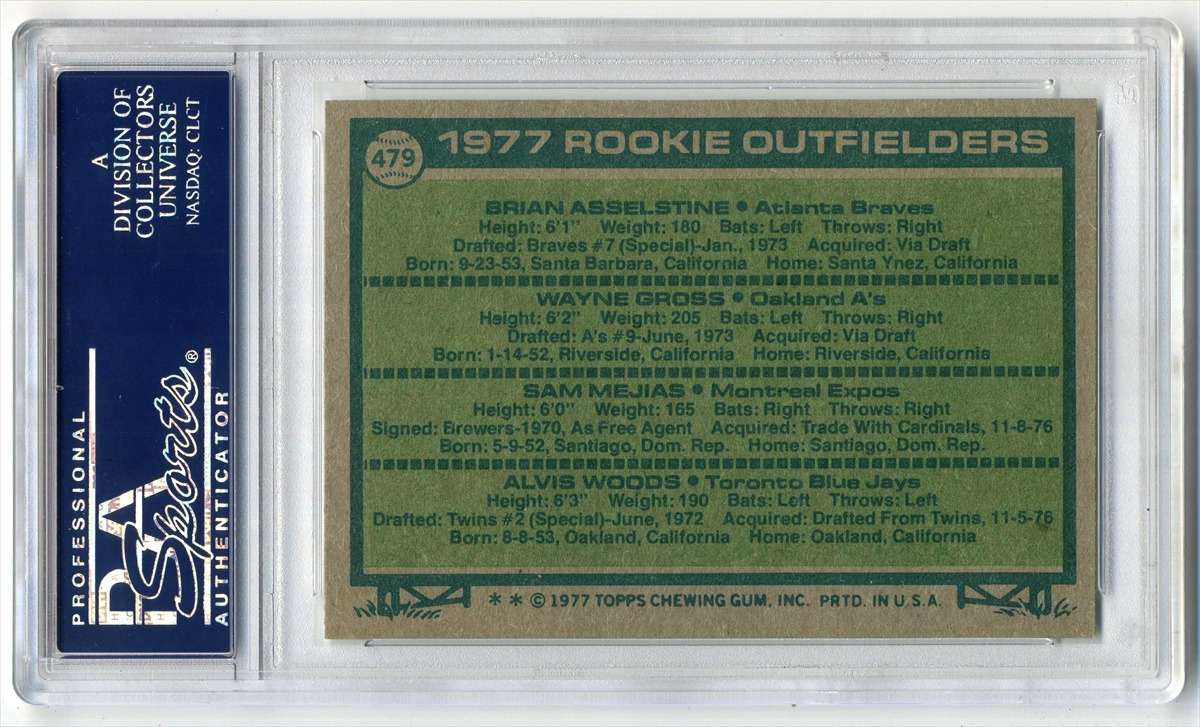 A
DIVISION OF
COLLECTORS
UNIVERSE
NASDAQ: CLCT
PROFESSIONAL
PSA
Sports®
AUTHENTICATOR
479
1977 ROOKIE OUTFIELDERS
BRIAN ASSELSTINE • Atlanta Braves
Height: 6'1" Weight: 180 Bats: Left Throws: Right
Drafted: Braves #7 (Special)-Jan., 1973 Acquired: Via Draft
Born: 9-23-53, Santa Barbara, California Home: Santa Ynez, California
WAYNE GROSS • Oakland A's
Height: 6'2" Weight: 205 Bats: Left Throws: Right
Drafted: A's #9-June, 1973 Acquired: Via Draft
Born: 1-14-52, Riverside, California Home: Riverside, California
SAM MEJIAS • Montreal Expos
Height: 6'0" Weight: 165 Bats: Right Throws: Right
Signed: Brewers-1970, As Free Agent Acquired: Trade With Cardinals, 11-8-76
Born: 5-9-52, Santiago, Dom. Rep. Home: Santiago, Dom. Rep.
ALVIS WOODS • Toronto Blue Jays
Height: 6'3" Weight: 190 Bats: Left Throws: Left
Drafted: Twins #2 (Special)-June, 1972 Acquired: Drafted From Twins, 11-5-76
Born: 8-8-53, Oakland, California Home: Oakland, California
* * © 1977 TOPPS CHEWING GUM, INC. PRTD. IN U.S.A.